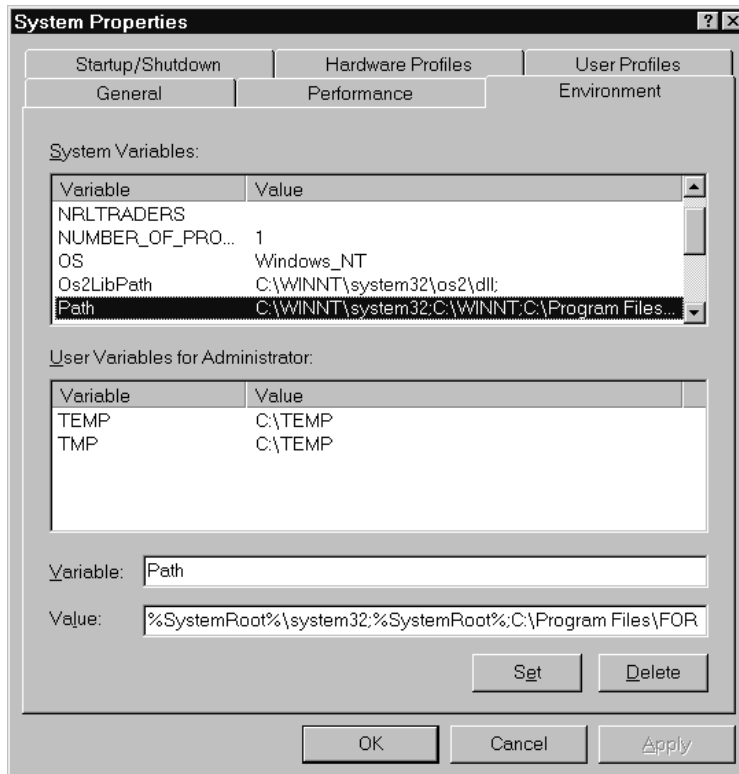 System Properties
Startup/Shutdown Hardware Profiles User Profiles
General Performance Environment
System Variables:
Variable Value
NRLTRADERS
NUMBER_OF_PRO... 1
OS Windows_NT
Os2LibPath C:\WINNT\system32\os2\dll;
Path C:\WINNT\system32;C:\WINNT;C:\Program Files...
User Variables for Administrator:
Variable Value
TEMP C:\TEMP
TMP C:\TEMP
Variable: Path
Value: %SystemRoot%\system32;%SystemRoot%;C:\Program Files\FOR
Set Delete
OK Cancel Apply